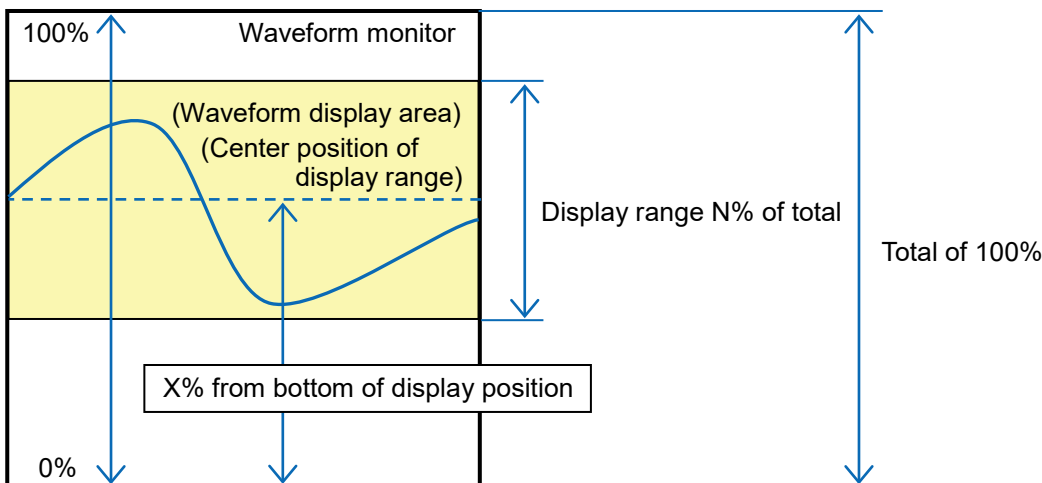 100%
Waveform monitor
(Waveform display area)
(Center position of
display range)
Display range N% of total
Total of 100%
X% from bottom of display position
0%